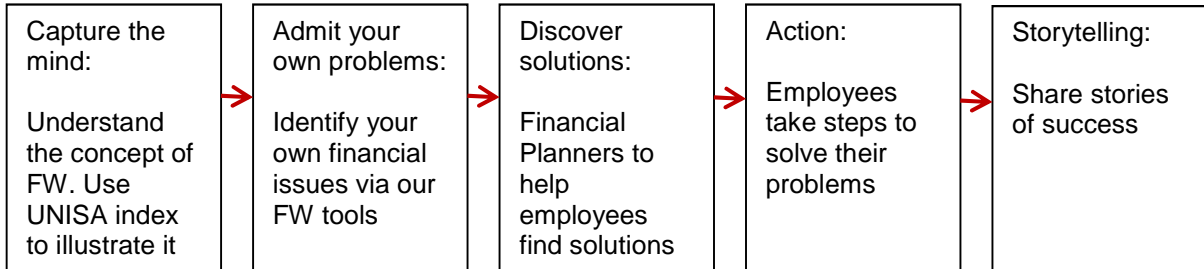 Capture the
mind:
Understand
the concept of
FW. Use
UNISA index
to illustrate it
Admit your
own problems:
Identify your
own financial
issues via our
FW tools
Discover
solutions:
Financial
Planners to
help
employees
find solutions
Action:
Employees
take steps to
solve their
problems
Storytelling:
Share stories
of success